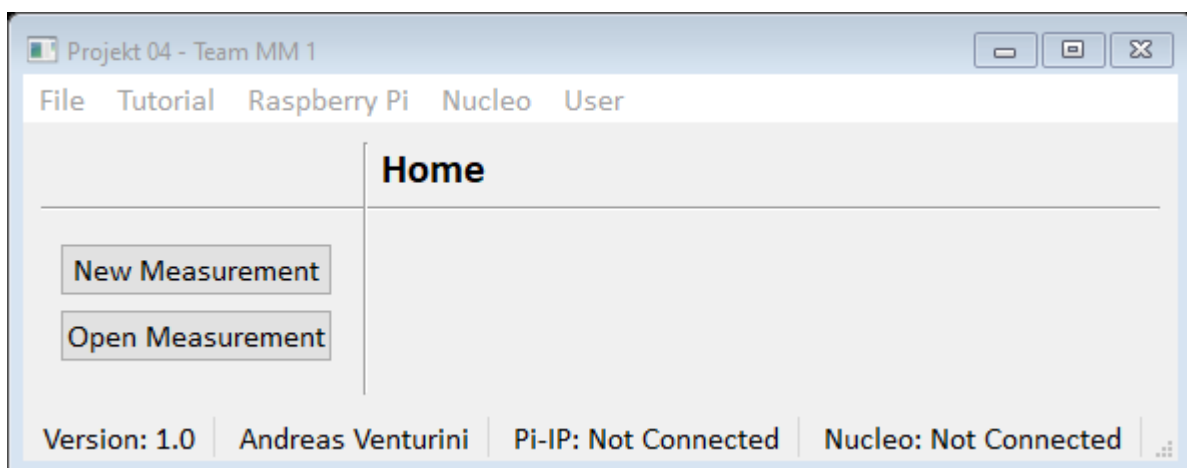 Projekt 04 - Team MM 1
File Tutorial Raspberry Pi Nucleo User
Home
New Measurement
Open Measurement
Version: 1.0 Andreas Venturini Pi-IP: Not Connected Nucleo: Not Connected